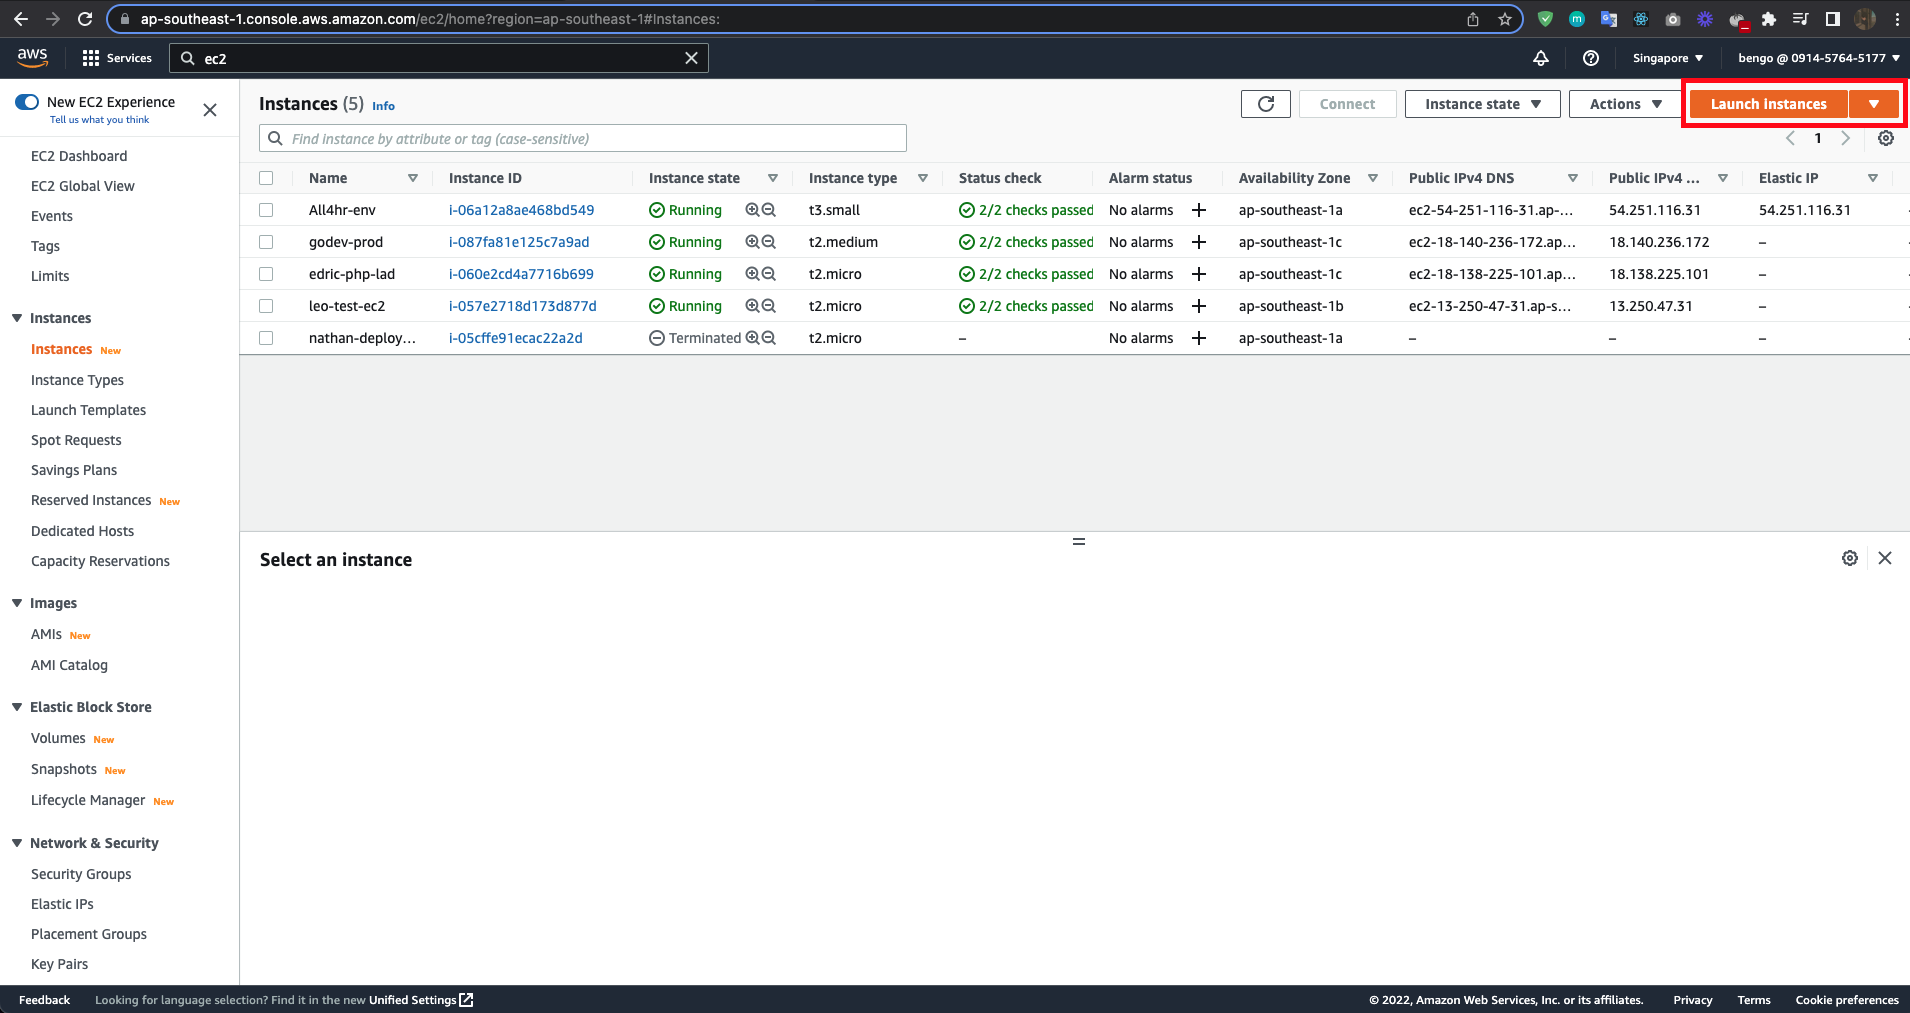 ap-southeast-1.console.aws.amazon.com/ec2/home?region=ap-southeast-1#Instances:
aws Services ec2 Singapore bengo @ 0914-5764-5177
New EC2 Experience
Tell us what you think
EC2 Dashboard
EC2 Global View
Events
Tags
Limits
Instances
Instances New
Instance Types
Launch Templates
Spot Requests
Savings Plans
Reserved Instances New
Dedicated Hosts
Capacity Reservations
Images
AMIs New
AMI Catalog
Elastic Block Store
Volumes New
Snapshots New
Lifecycle Manager New
Network & Security
Security Groups
Elastic IPs
Placement Groups
Key Pairs
Instances (5) Info Connect Instance state Actions Launch instances
Find instance by attribute or tag (case-sensitive) 1
Name Instance ID Instance state Instance type Status check Alarm status Availability Zone Public IPv4 DNS Public IPv4 ... Elastic IP
All4hr-env i-06a12a8ae468bd549 Running t3.small 2/2 checks passed No alarms ap-southeast-1a ec2-54-251-116-31.ap-... 54.251.116.31 54.251.116.31
godev-prod i-087fa81e125c7a9ad Running t2.medium 2/2 checks passed No alarms ap-southeast-1c ec2-18-140-236-172.ap... 18.140.236.172 –
edric-php-lad i-060e2cd4a7716b699 Running t2.micro 2/2 checks passed No alarms ap-southeast-1c ec2-18-138-225-101.ap... 18.138.225.101 –
leo-test-ec2 i-057e2718d173d877d Running t2.micro 2/2 checks passed No alarms ap-southeast-1b ec2-13-250-47-31.ap-s... 13.250.47.31 –
nathan-deploy... i-05cffe91ecac22a2d Terminated t2.micro – No alarms ap-southeast-1a – – –
Select an instance
Feedback Looking for language selection? Find it in the new Unified Settings © 2022, Amazon Web Services, Inc. or its affiliates. Privacy Terms Cookie preferences